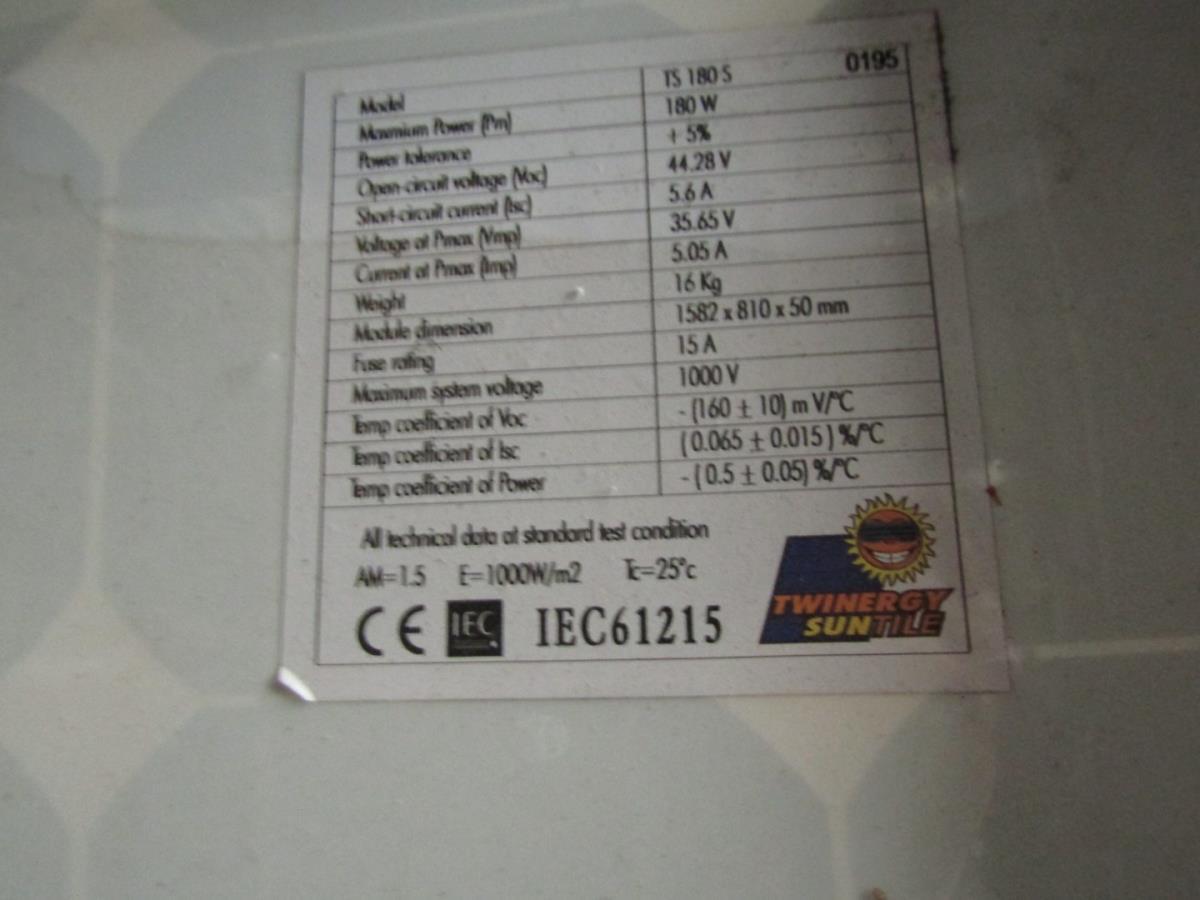 Model TS 180 S 0195
Maxmium Power (Pm) 180 W
Power tolerance + 5%
Open-circuit voltage (Voc) 44.28 V
Short-circuit current (Isc) 5.6 A
Voltage at Pmax (Vmp) 35.65 V
Current at Pmax (Imp) 5.05 A
Weight 16 Kg
Module dimension 1582 x 810 x 50 mm
Fuse rating 15 A
Maximum system voltage 1000 V
Temp coefficient of Voc - (160 ± 10) m V/°C
Temp coefficient of Isc (0.065 ± 0.015) %/°C
Temp coefficient of Power - (0.5 ± 0.05) %/°C
All technical data at standard test condition
AM=1.5 E=1000W/m2 Tc=25°c
CE IEC IEC61215
TWINERGY
SUNTILE